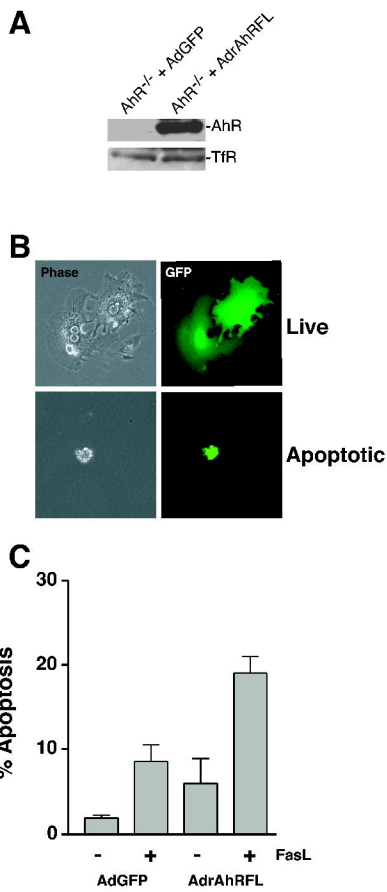 A
AhR-/- + AdGFP
AhR-/- + AdrAhRFL
-AhR
-TfR
B
Phase
GFP
Live
Apoptotic
C
% Apoptosis
30
20
10
0
- + - + FasL
AdGFP AdrAhRFL